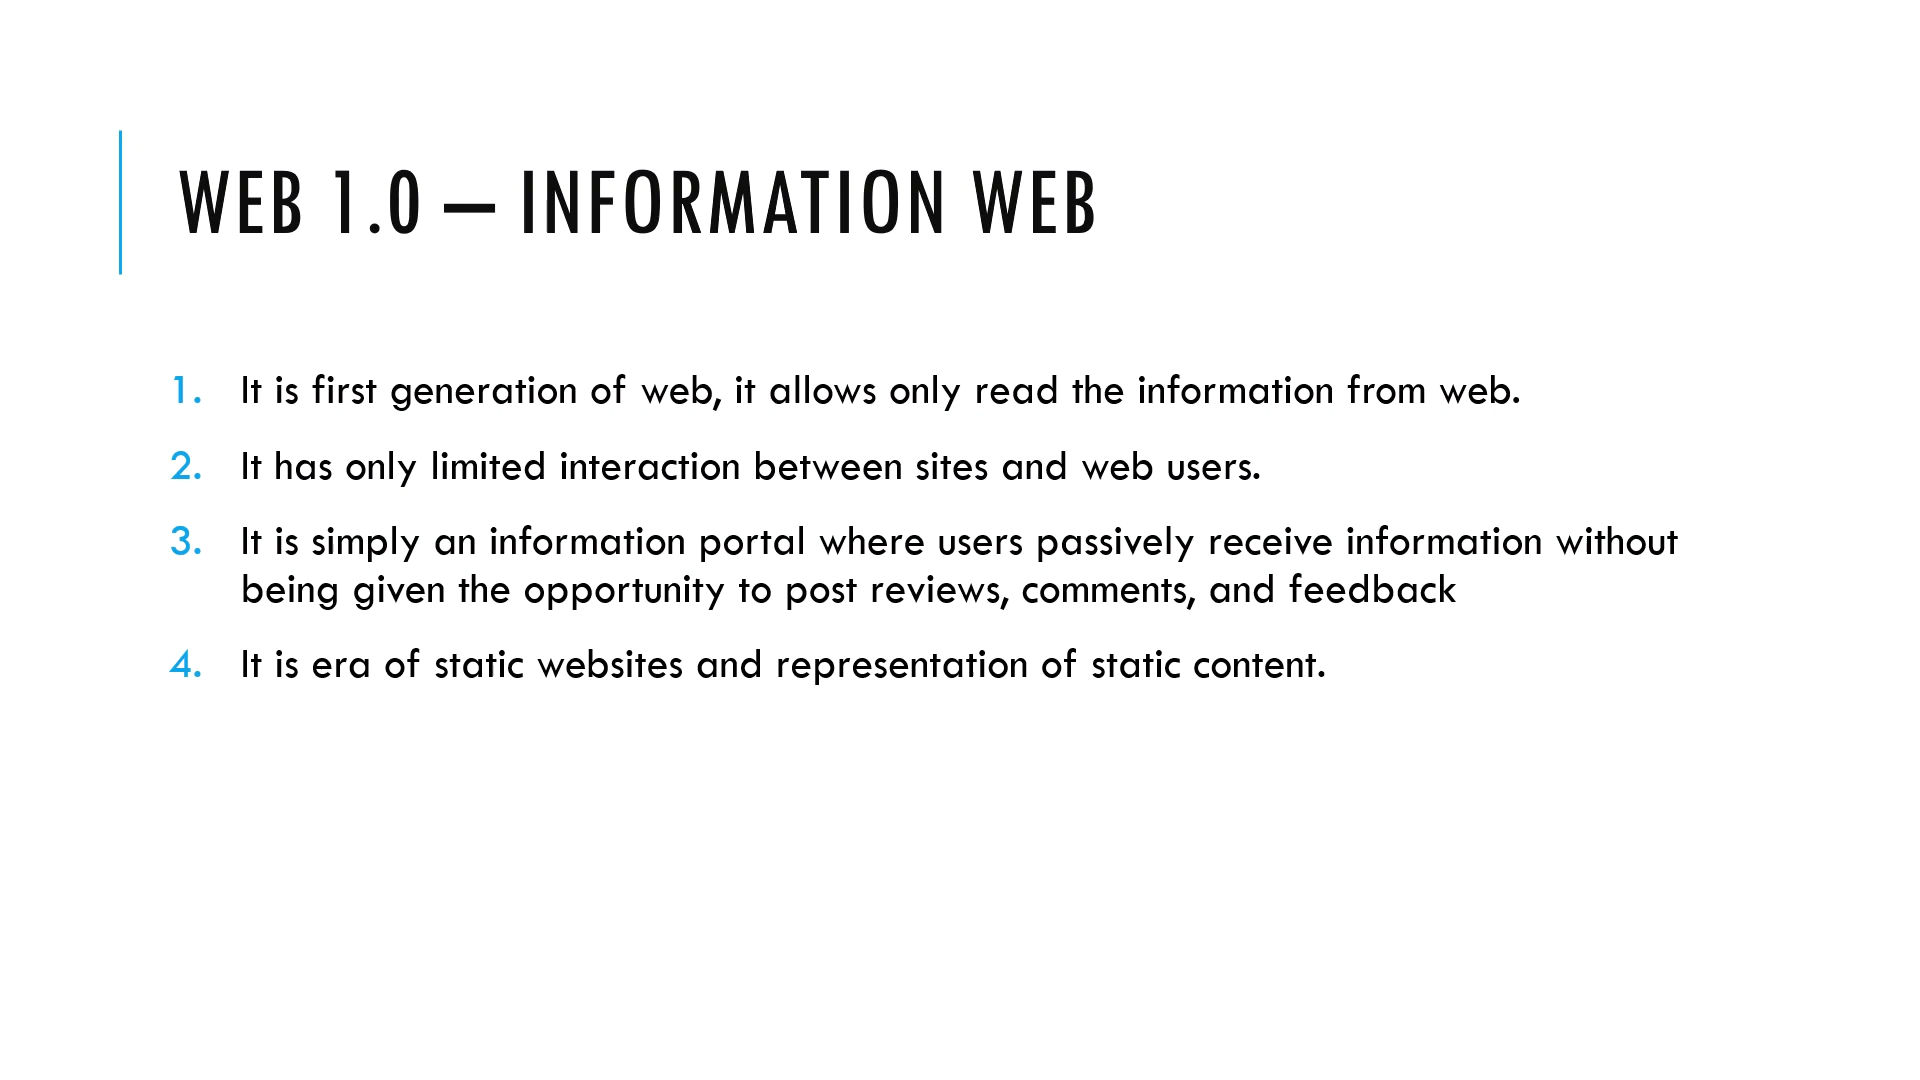 WEB 1.0 – INFORMATION WEB
1. It is first generation of web, it allows only read the information from web.
2. It has only limited interaction between sites and web users.
3. It is simply an information portal where users passively receive information without
being given the opportunity to post reviews, comments, and feedback
4. It is era of static websites and representation of static content.